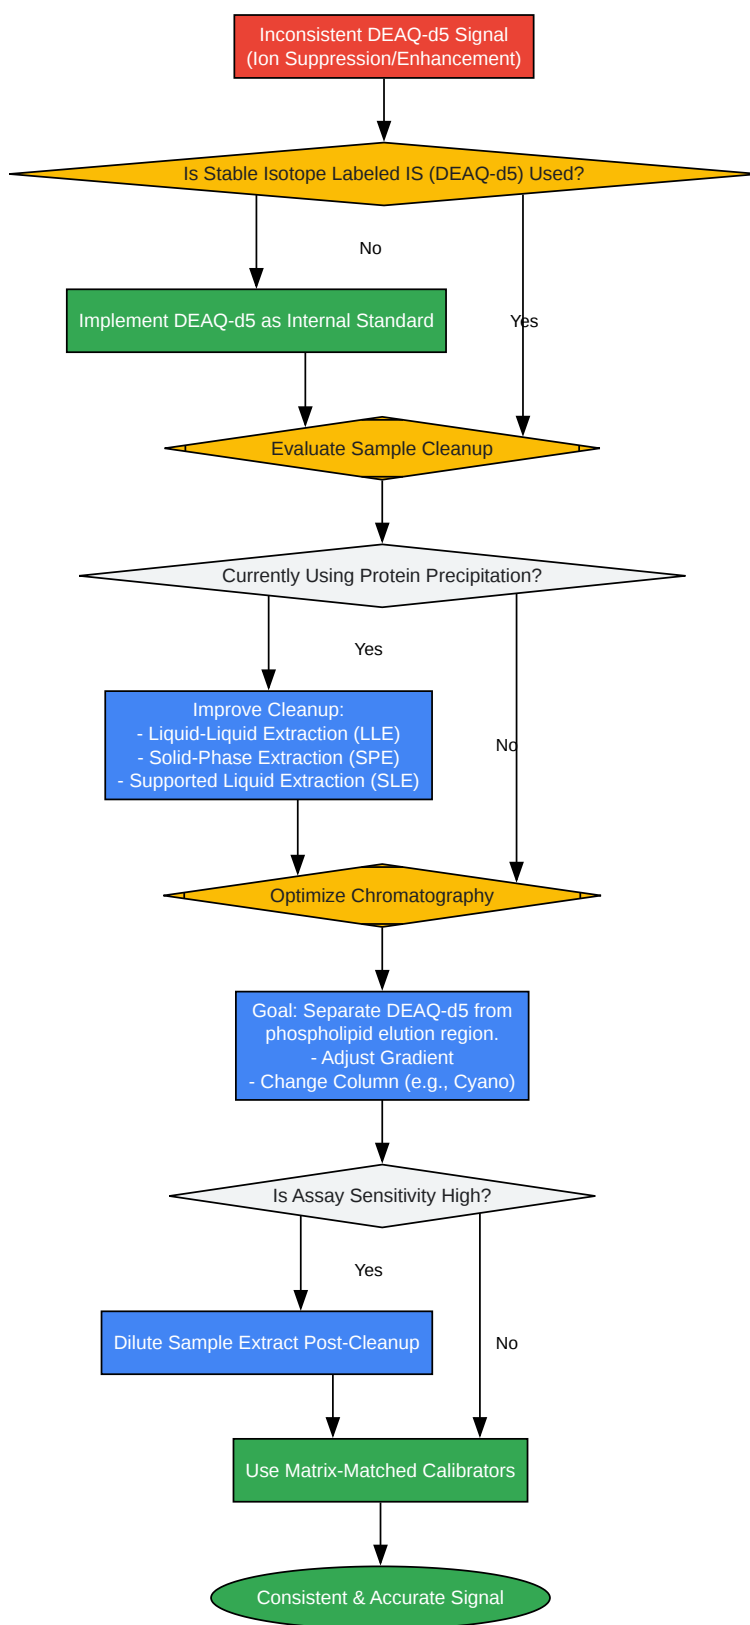 Inconsistent DEAQ-d5 Signal
(Ion Suppression/Enhancement)
Is Stable Isotope Labeled IS (DEAQ-d5) Used?
No
Implement DEAQ-d5 as Internal Standard
Yes
Evaluate Sample Cleanup
Currently Using Protein Precipitation?
Yes
Improve Cleanup:
- Liquid-Liquid Extraction (LLE)
- Solid-Phase Extraction (SPE)
- Supported Liquid Extraction (SLE)
No
Optimize Chromatography
Goal: Separate DEAQ-d5 from
phospholipid elution region.
- Adjust Gradient
- Change Column (e.g., Cyano)
Is Assay Sensitivity High?
Yes
Dilute Sample Extract Post-Cleanup
No
Use Matrix-Matched Calibrators
Consistent & Accurate Signal